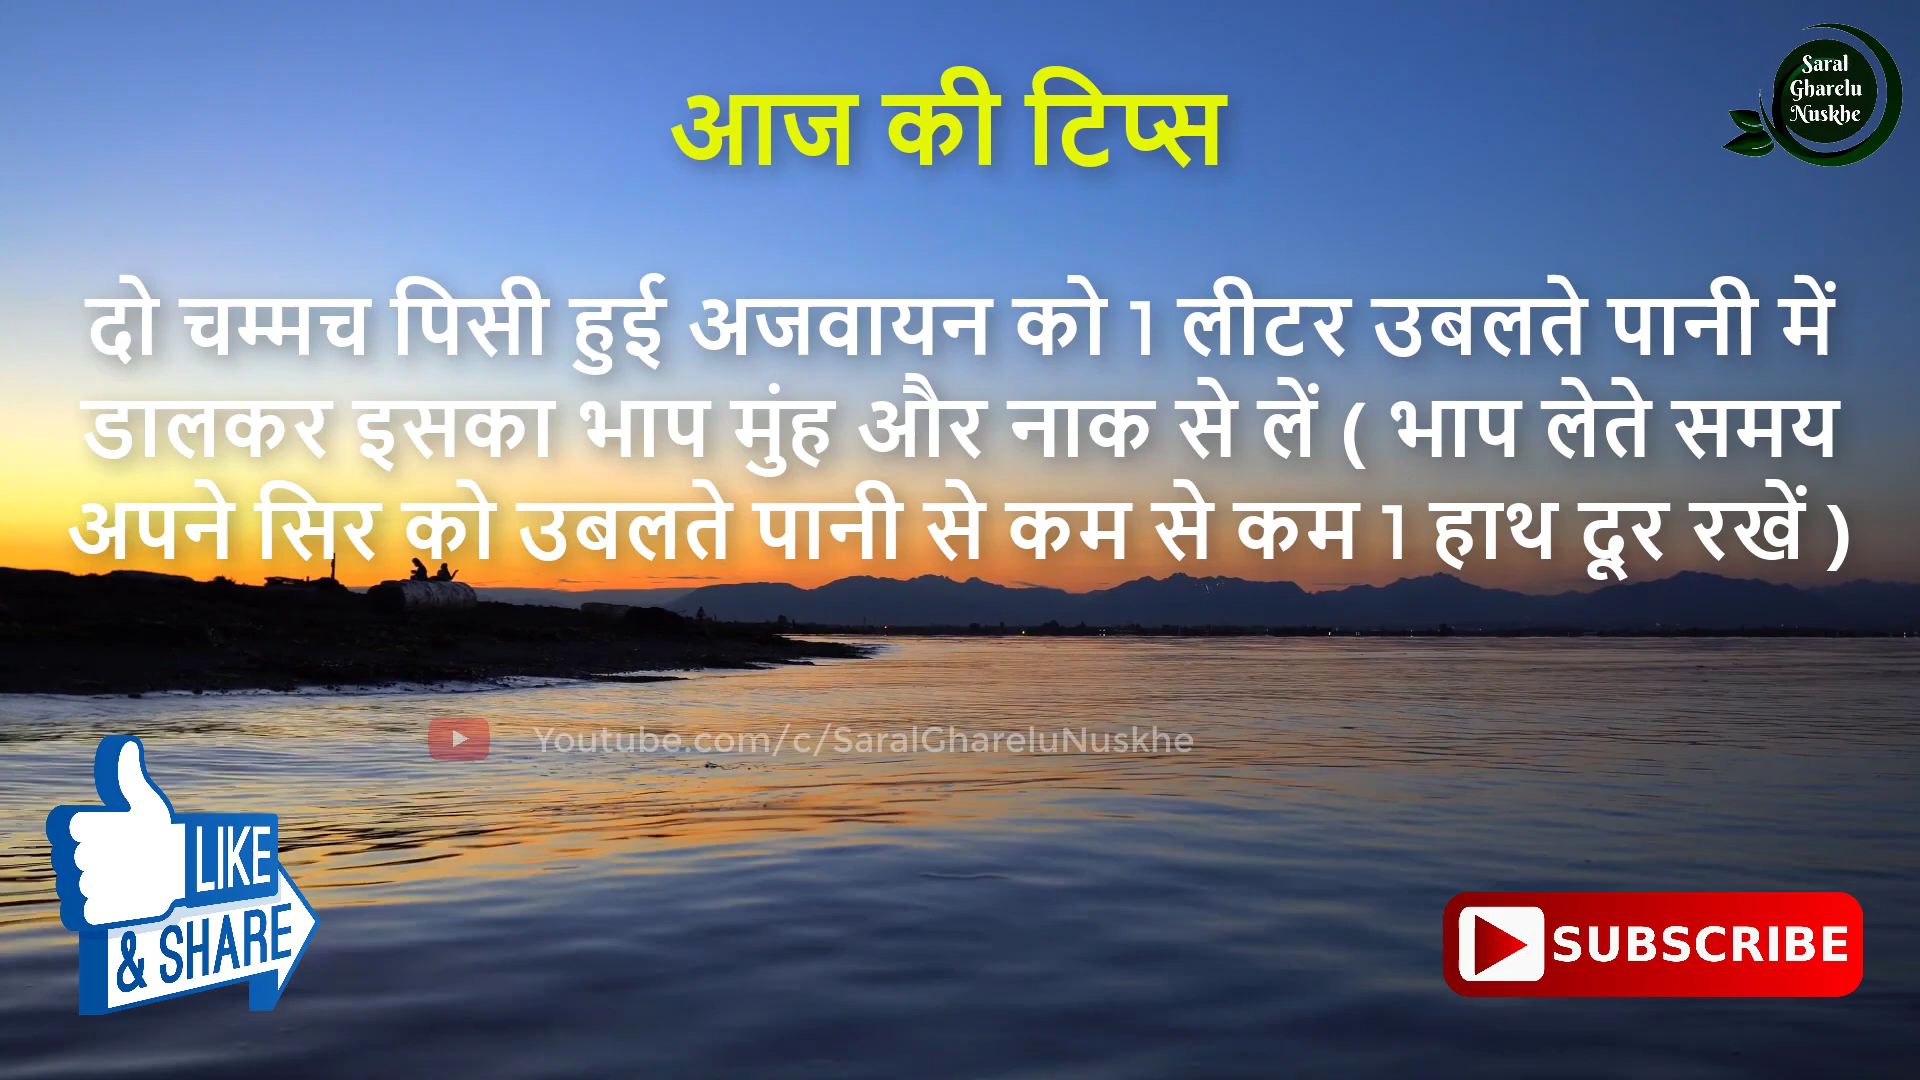 Saral
Gharelu
Nuskhe
आज की टिप्स
दो चम्मच पिसी हुई अजवायन को 1 लीटर उबलते पानी में
डालकर इसका भाप मुंह और नाक से लें ( भाप लेते समय
अपने सिर को उबलते पानी से कम से कम 1 हाथ दूर रखें )
Youtube.com/c/SaralGhareluNuskhe
LIKE
& SHARE
SUBSCRIBE